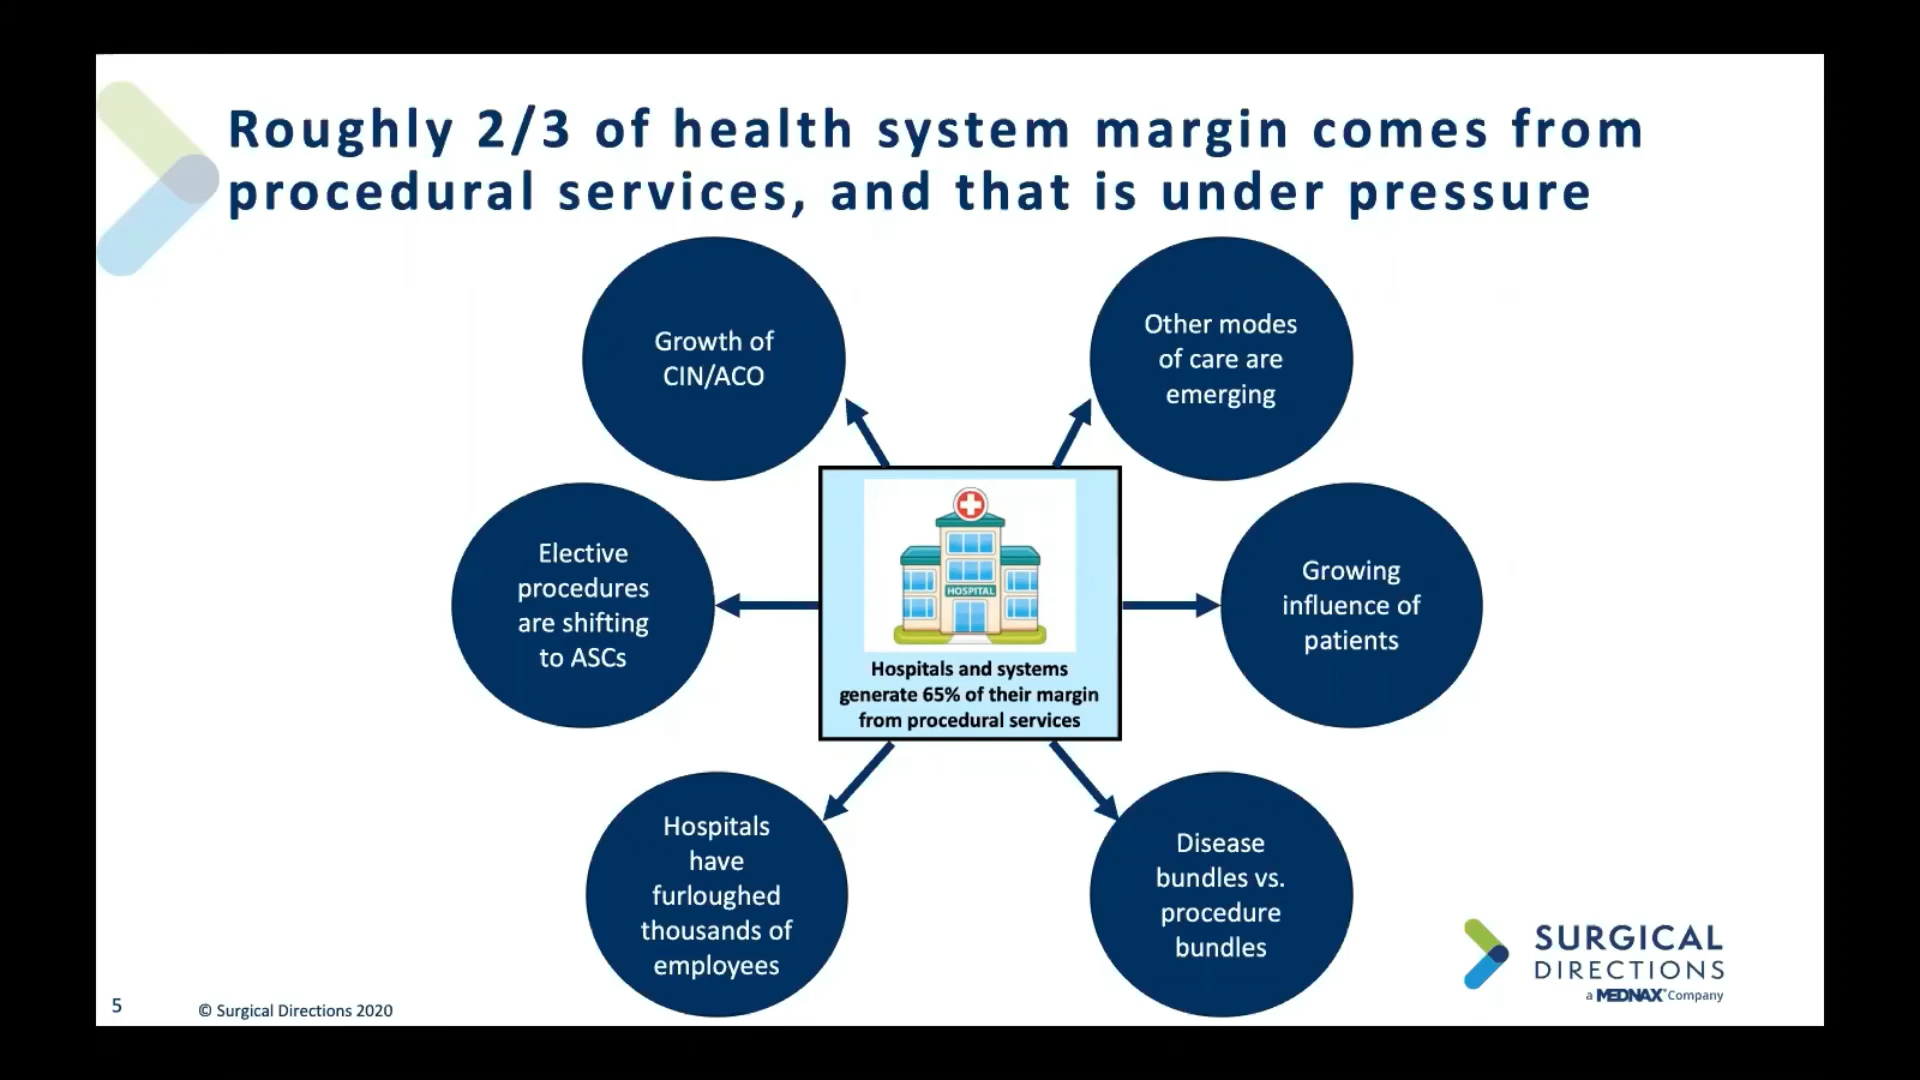 Roughly 2/3 of health system margin comes from
procedural services, and that is under pressure
Growth of
CIN/ACO
Other modes
of care are
emerging
Elective
procedures
are shifting
to ASCs
HOSPITAL
Hospitals and systems
generate 65% of their margin
from procedural services
Growing
influence of
patients
Hospitals
have
furloughed
thousands of
employees
Disease
bundles vs.
procedure
bundles
SURGICAL
DIRECTIONS
a MEDNAX® Company
5
© Surgical Directions 2020